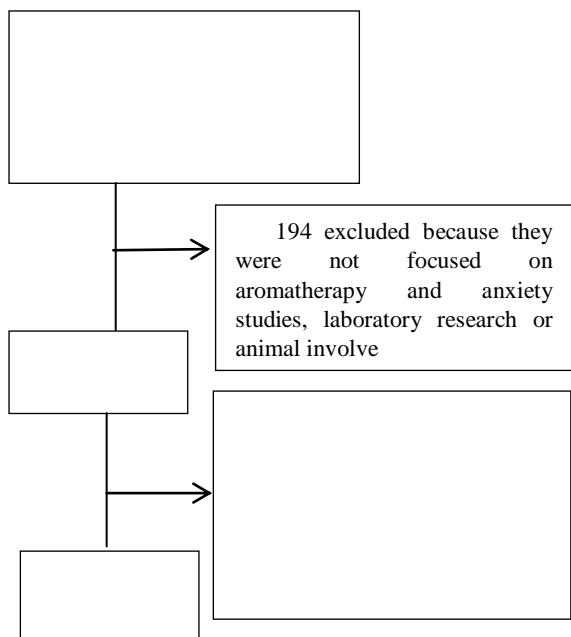 194 excluded because they
were not focused on
aromatherapy and anxiety
studies, laboratory research or
animal involve